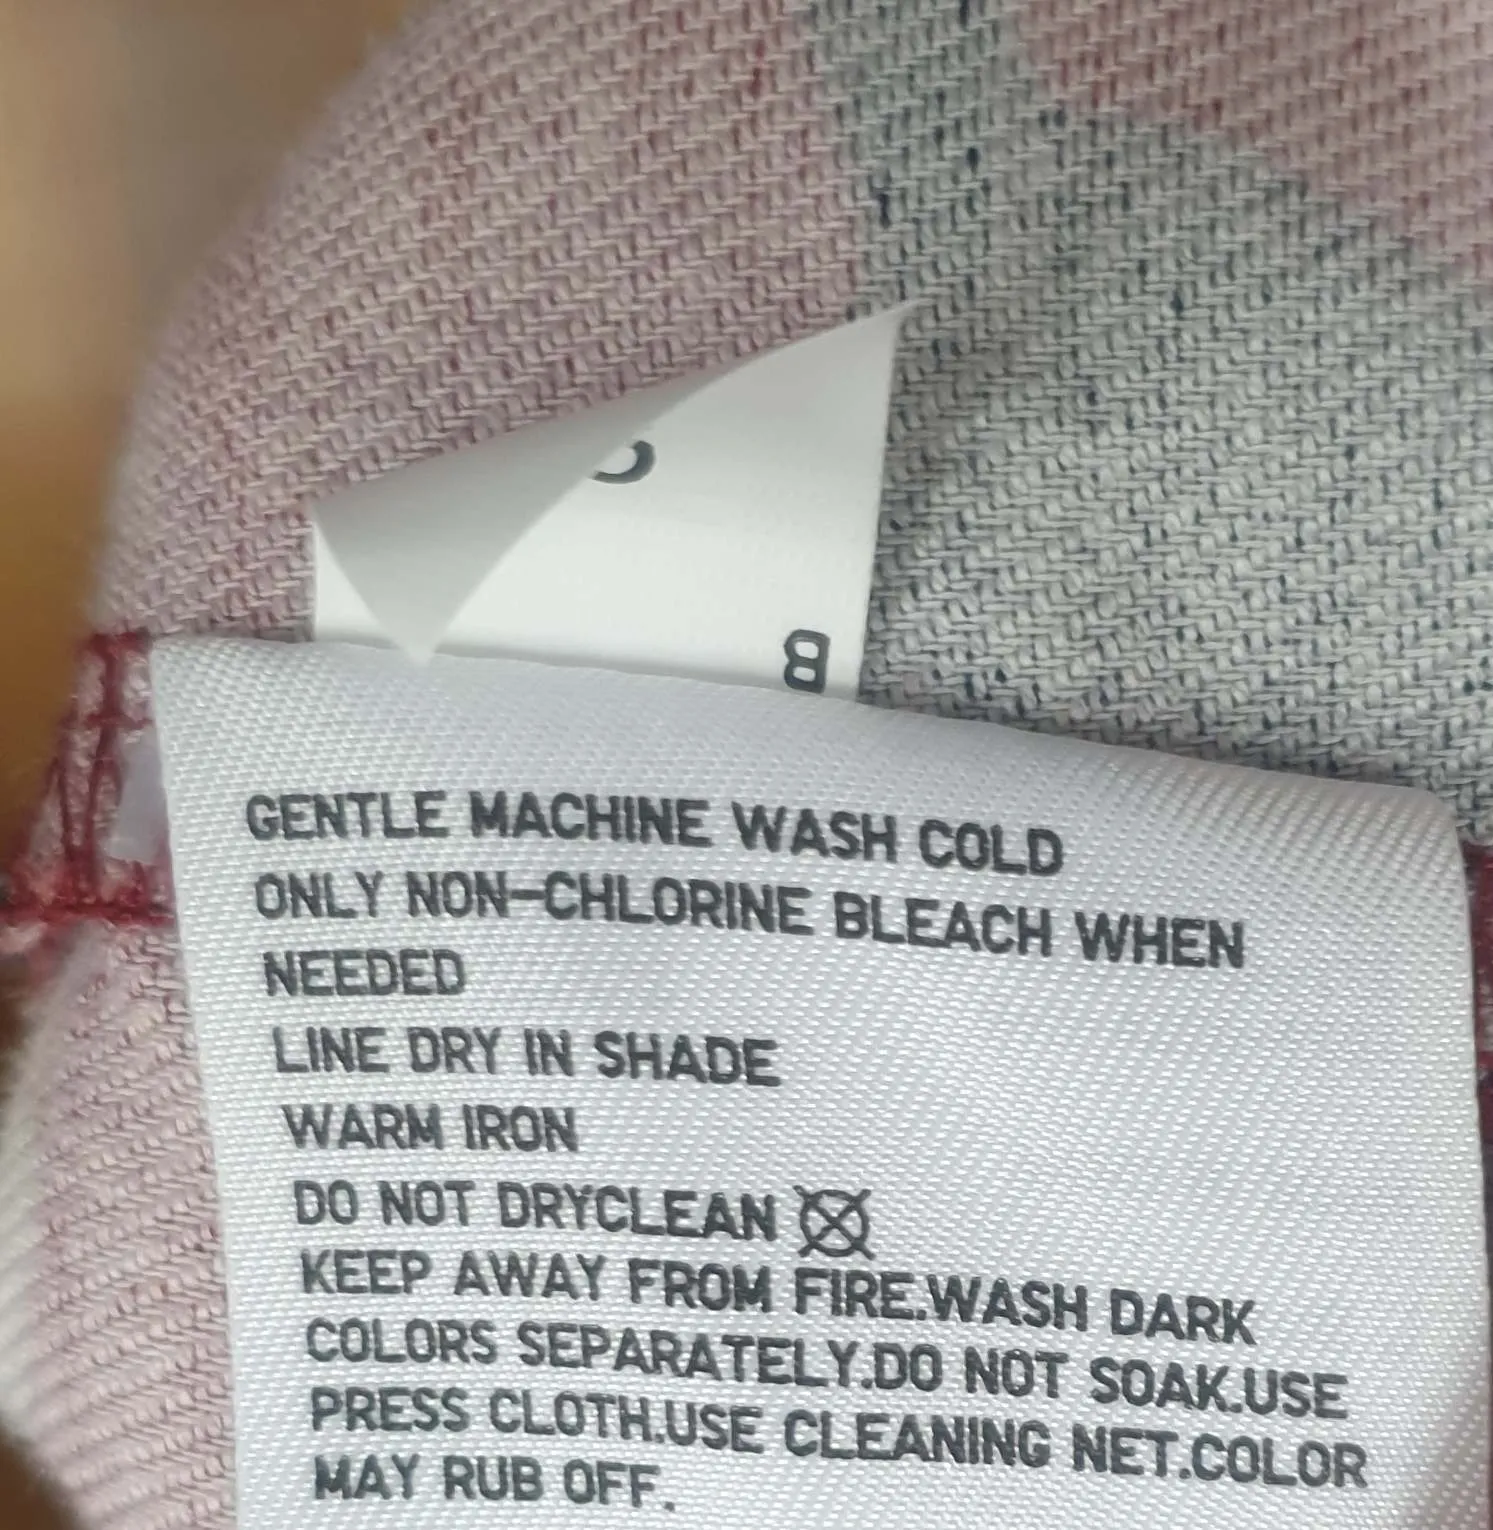 B
GENTLE MACHINE WASH COLD
ONLY NON-CHLORINE BLEACH WHEN
NEEDED
LINE DRY IN SHADE
WARM IRON
DO NOT DRYCLEAN
KEEP AWAY FROM FIRE.WASH DARK
COLORS SEPARATELY.DO NOT SOAK.USE
PRESS CLOTH.USE CLEANING NET.COLOR
MAY RUB OFF.